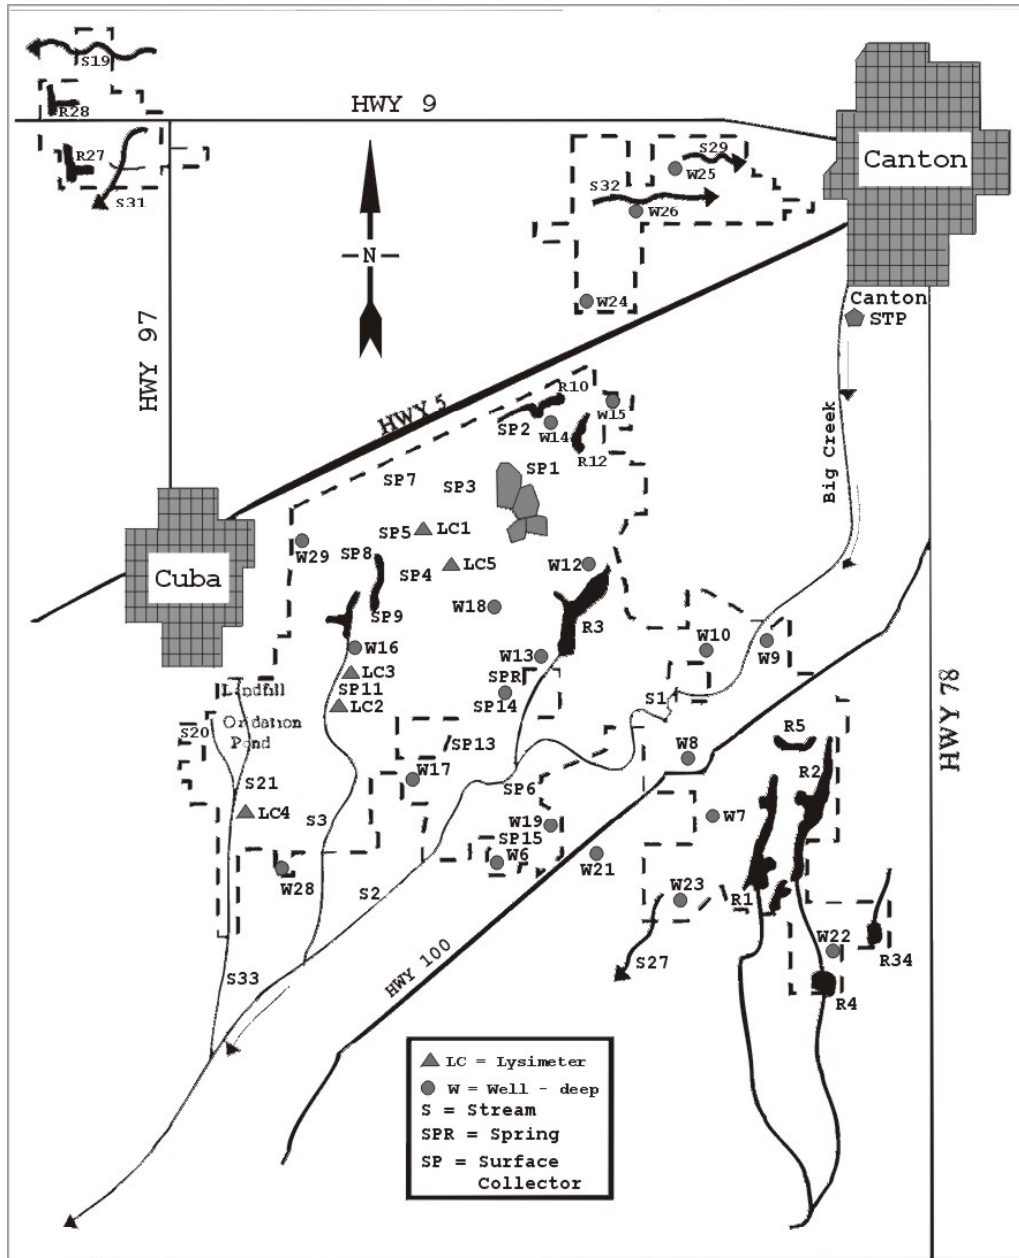 S19
R28
HWY 9
R27
S31
Canton
S29
W25
S32
W26
W24
Canton
STP
N
HWY 97
HWY 5
R10
W15
SP2
W14
R12
Big Creek
SP7
SP3
SP1
SP5
LC1
W29
SP8
Cuba
SP4
LC5
W12
W18
SP9
R3
W16
W13
W10
W9
LC3
SPR
SP11
SP14
LC2
S1
HWY 78
Landfill
Oxidation
Pond
S20
SP13
R5
W8
R2
S21
W17
SP6
LC4
S3
W19
SP15
W7
W6
W21
W28
S2
W23
R1
W22
R34
S27
S33
HWY 100
R4
LC = Lysimeter
W = Well - deep
S = Stream
SPR = Spring
SP = Surface
Collector